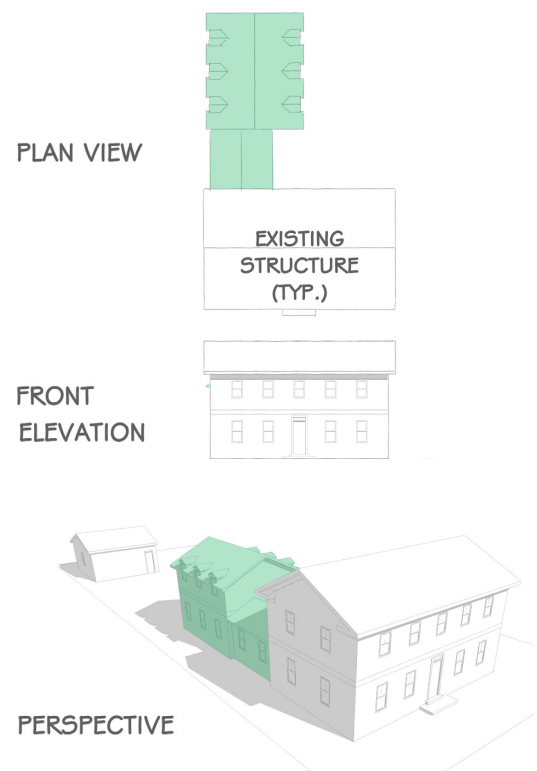 PLAN VIEW
EXISTING
STRUCTURE
(TYP.)
FRONT
ELEVATION
PERSPECTIVE